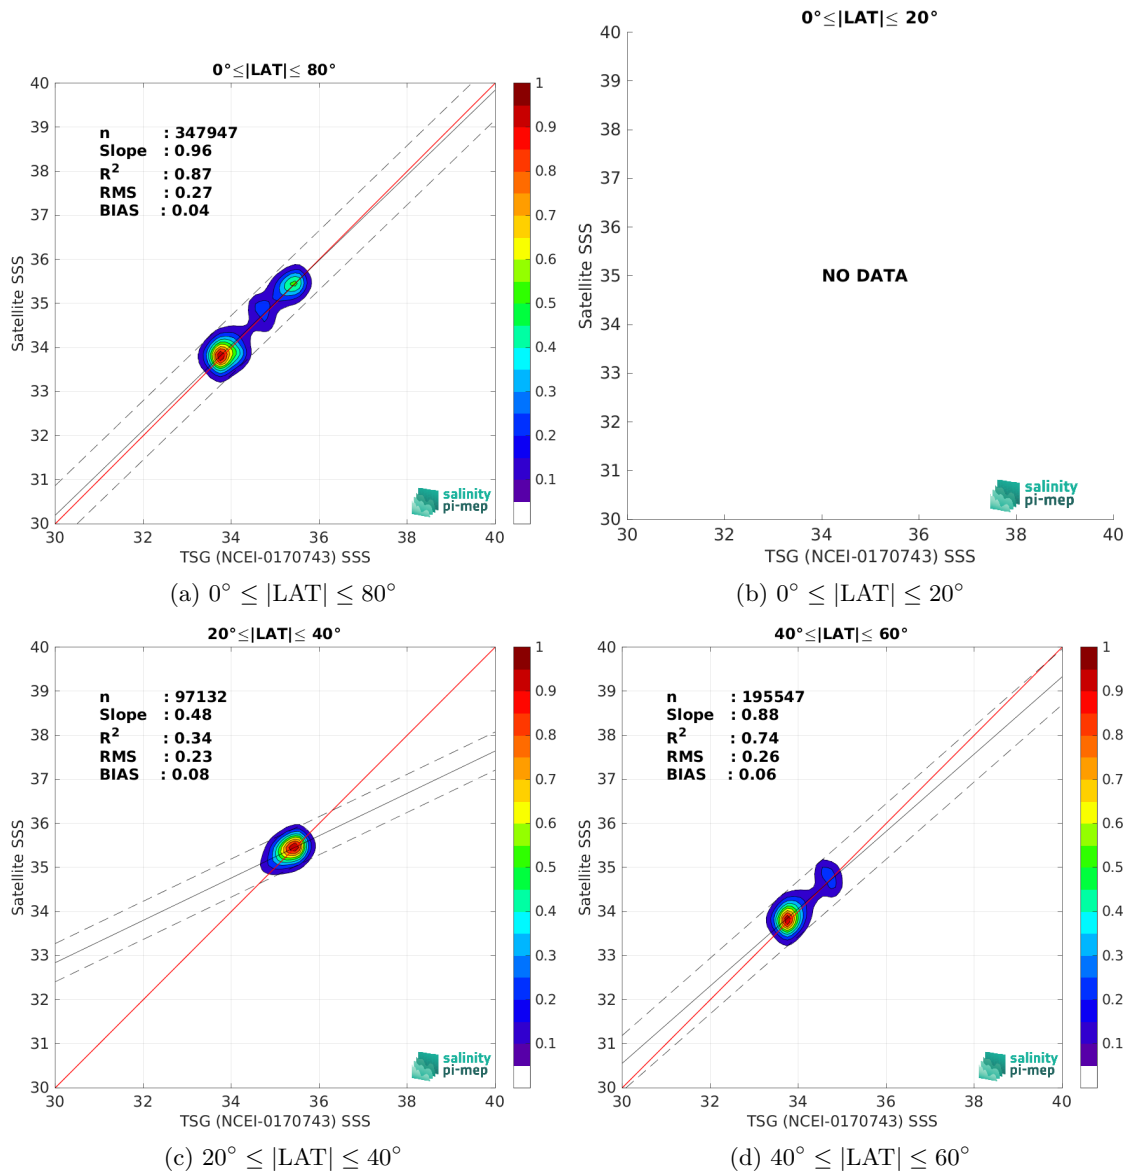 0°≤|LAT|≤ 80°
n : 347947
Slope : 0.96
R² : 0.87
RMS : 0.27
BIAS : 0.04
40
39
38
37
36
35
34
33
32
31
30
Satellite SSS
30 32 34 36 38 40
TSG (NCEI-0170743) SSS
1
0.9
0.8
0.7
0.6
0.5
0.4
0.3
0.2
0.1
salinity
pi-mep
(a) 0° ≤ |LAT| ≤ 80°
0°≤|LAT|≤ 20°
40
39
38
37
36
35
34
33
32
31
30
Satellite SSS
NO DATA
30 32 34 36 38 40
TSG (NCEI-0170743) SSS
salinity
pi-mep
(b) 0° ≤ |LAT| ≤ 20°
20°≤|LAT|≤ 40°
n : 97132
Slope : 0.48
R² : 0.34
RMS : 0.23
BIAS : 0.08
40
39
38
37
36
35
34
33
32
31
30
Satellite SSS
30 32 34 36 38 40
TSG (NCEI-0170743) SSS
1
0.9
0.8
0.7
0.6
0.5
0.4
0.3
0.2
0.1
salinity
pi-mep
(c) 20° ≤ |LAT| ≤ 40°
40°≤|LAT|≤ 60°
n : 195547
Slope : 0.88
R² : 0.74
RMS : 0.26
BIAS : 0.06
40
39
38
37
36
35
34
33
32
31
30
Satellite SSS
30 32 34 36 38 40
TSG (NCEI-0170743) SSS
1
0.9
0.8
0.7
0.6
0.5
0.4
0.3
0.2
0.1
salinity
pi-mep
(d) 40° ≤ |LAT| ≤ 60°